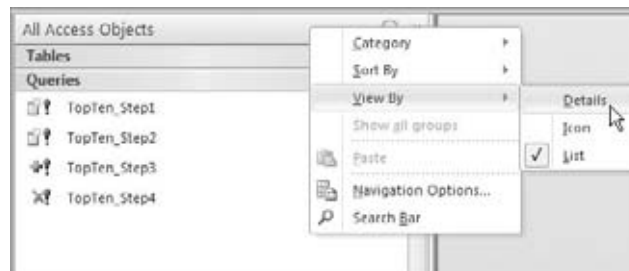 All Access Objects
Tables
Queries
TopTen_Step1
TopTen_Step2
TopTen_Step3
TopTen_Step4
Category
Sort By
View By
Show all groups
Paste
Navigation Options...
Search Bar
Details
Icon
List